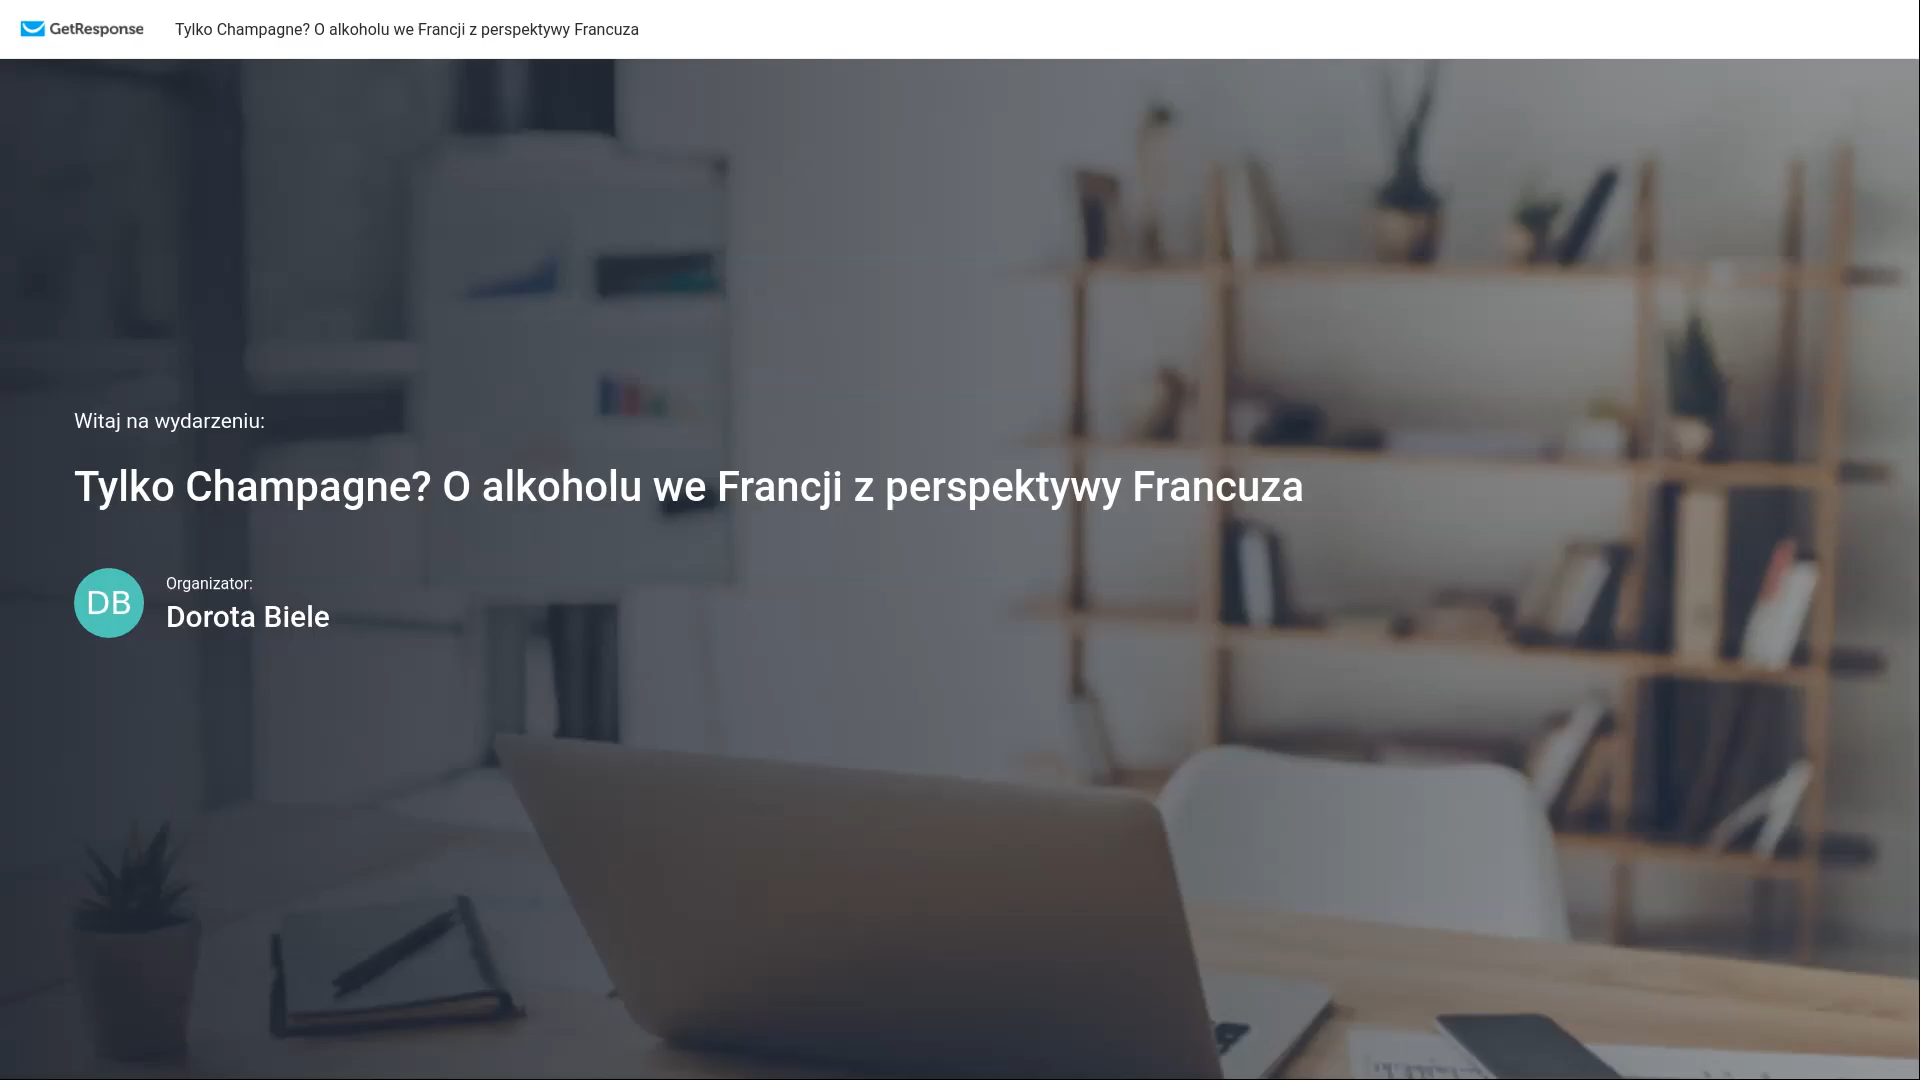 GetResponse
Tylko Champagne? O alkoholu we Francji z perspektywy Francuza
Witaj na wydarzeniu:
Tylko Champagne? O alkoholu we Francji z perspektywy Francuza
DB
Organizator:
Dorota Biele